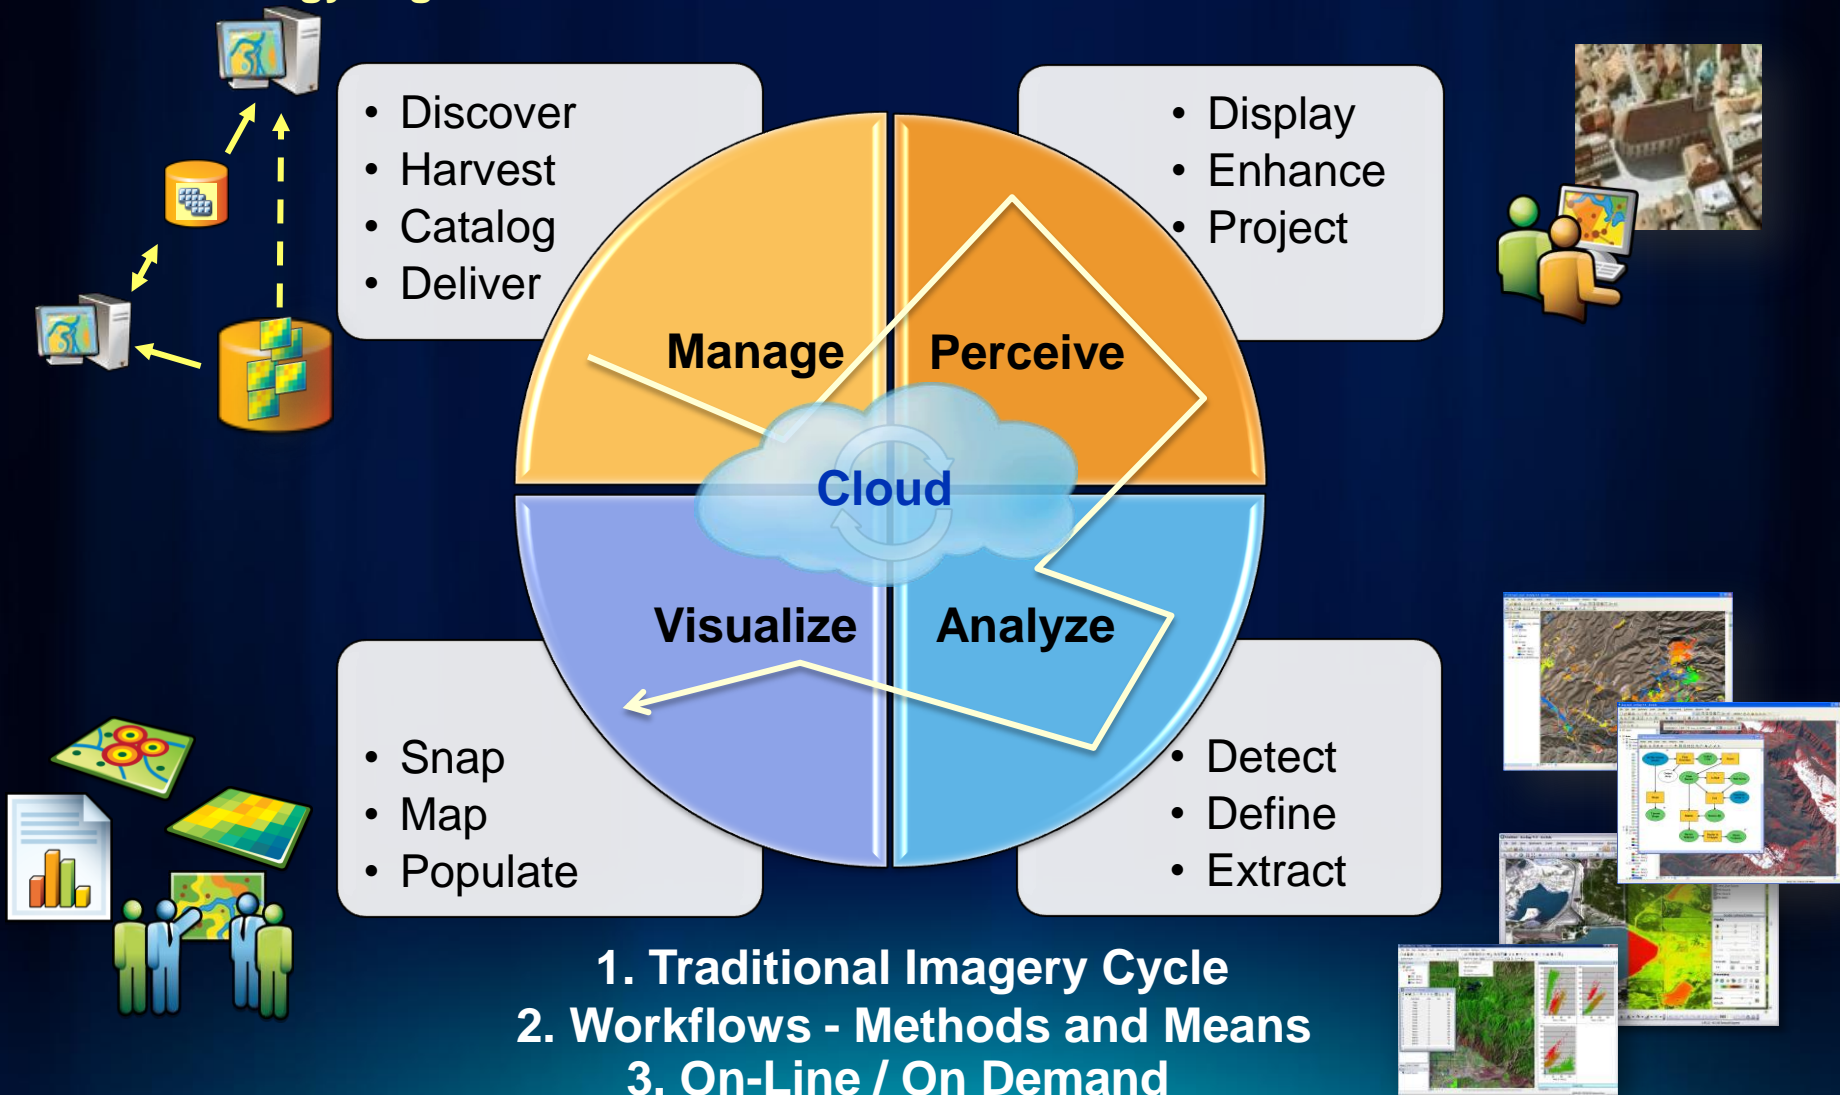 • Discover
• Harvest
• Catalog
• Deliver
• Display
• Enhance
• Project
Manage
Perceive
Cloud
Visualize
Analyze
• Snap
• Map
• Populate
• Detect
• Define
• Extract
1. Traditional Imagery Cycle
2. Workflows - Methods and Means
3. On-Line / On Demand